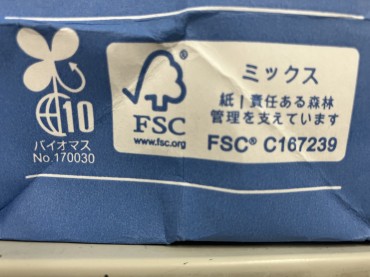 10
バイオマス
No.170030
®
FSC
www.fsc.org
ミックス
紙 | 責任ある森林
管理を支えています
FSC® C167239